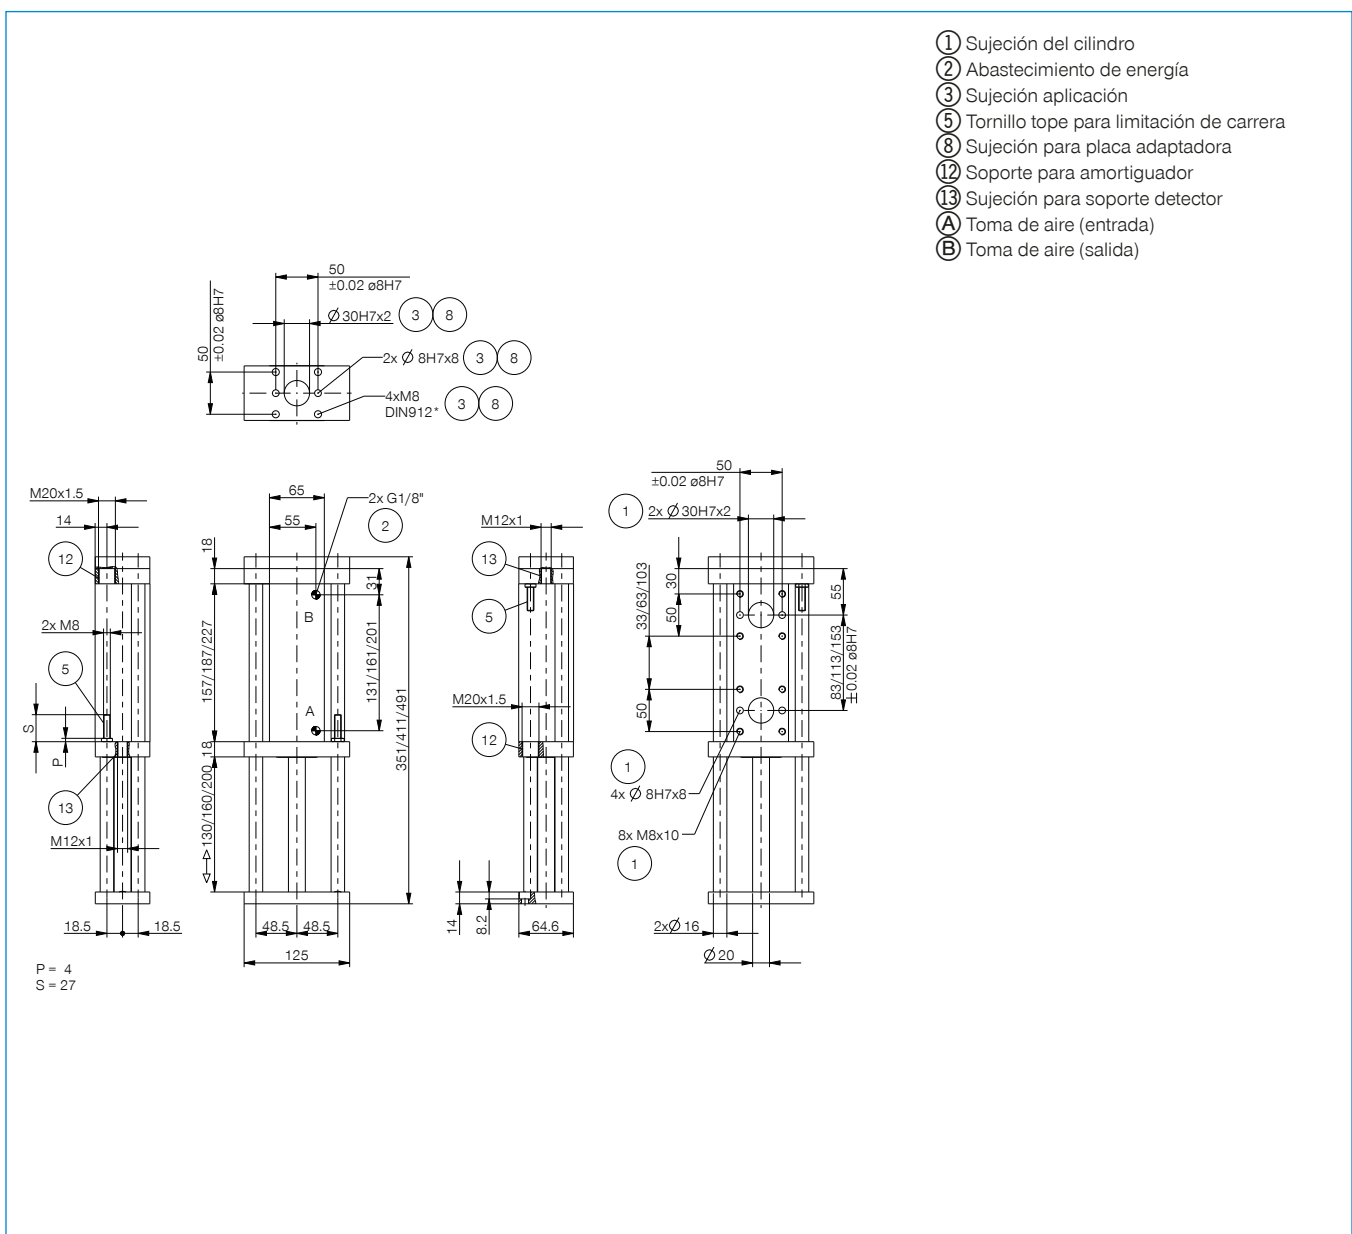 1 Sujeción del cilindro
2 Abastecimiento de energía
3 Sujeción aplicación
5 Tornillo tope para limitación de carrera
8 Sujeción para placa adaptadora
12 Soporte para amortiguador
13 Sujeción para soporte detector
A Toma de aire (entrada)
B Toma de aire (salida)
50
±0.02 ø8H7
50
±0.02 ø8H7
Ø 30H7x2 3 8
2x Ø 8H7x8 3 8
4xM8
DIN912* 3 8
M20x1.5
14
12
2x M8
5
S
P
13
M12x1
18.5
18.5
P = 4
S = 27
65
55
2x G1/8"
2
18
31
B
157/187/227
131/161/201
351/411/491
A
18
130/160/200
48.5
48.5
125
M12x1
13
5
M20x1.5
12
14
8.2
64.6
50
±0.02 ø8H7
1
2x Ø 30H7x2
30
55
33/63/103
50
83/113/153
±0.02 ø8H7
50
1
4x Ø 8H7x8
8x M8x10
1
2xØ 16
Ø 20